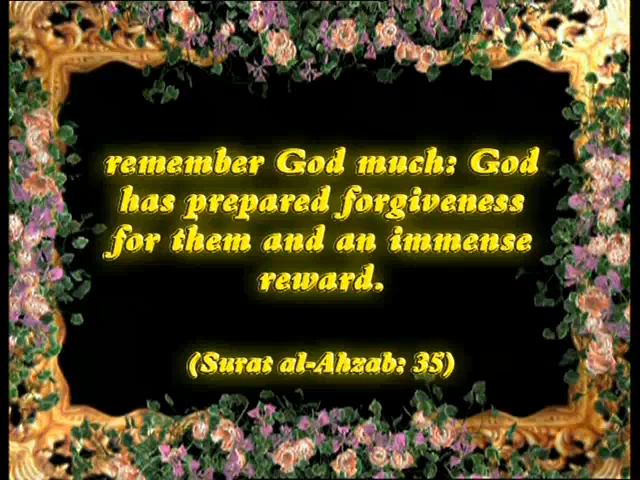 remember God much: God
has prepared forgiveness
for them and an immense
reward.
(Surat al-Ahzab: 35)